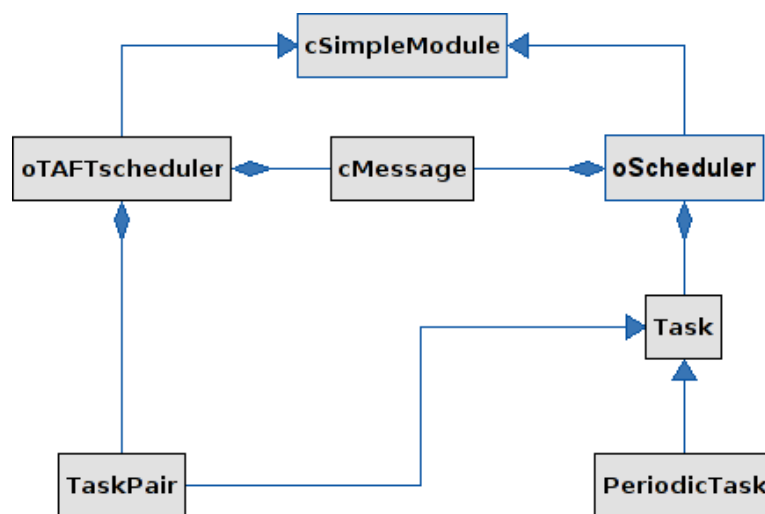 cSimpleModule
oTAFTscheduler
cMessage
oScheduler
Task
TaskPair
PeriodicTask